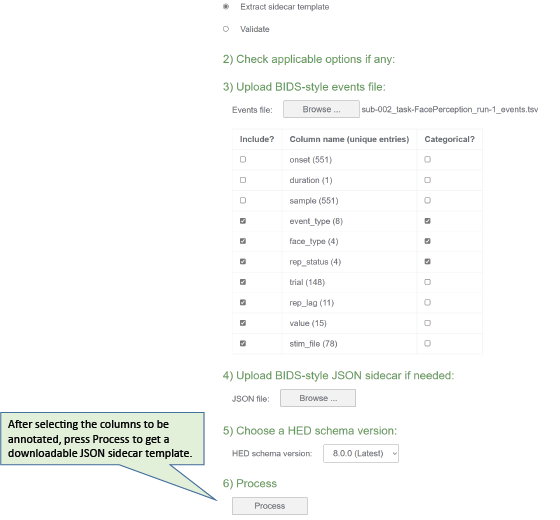 Extract sidecar template
Validate
2) Check applicable options if any:
3) Upload BIDS-style events file:
Events file: Browse ... sub-002_task-FacePerception_run-1_events.tsv
Include? Column name (unique entries) Categorical?
onset (551)
duration (1)
sample (551)
event_type (8)
face_type (4)
rep_status (4)
trial (148)
rep_lag (11)
value (15)
stim_file (78)
4) Upload BIDS-style JSON sidecar if needed:
JSON file: Browse ...
5) Choose a HED schema version:
HED schema version: 8.0.0 (Latest)
6) Process
Process
After selecting the columns to be
annotated, press Process to get a
downloadable JSON sidecar template.